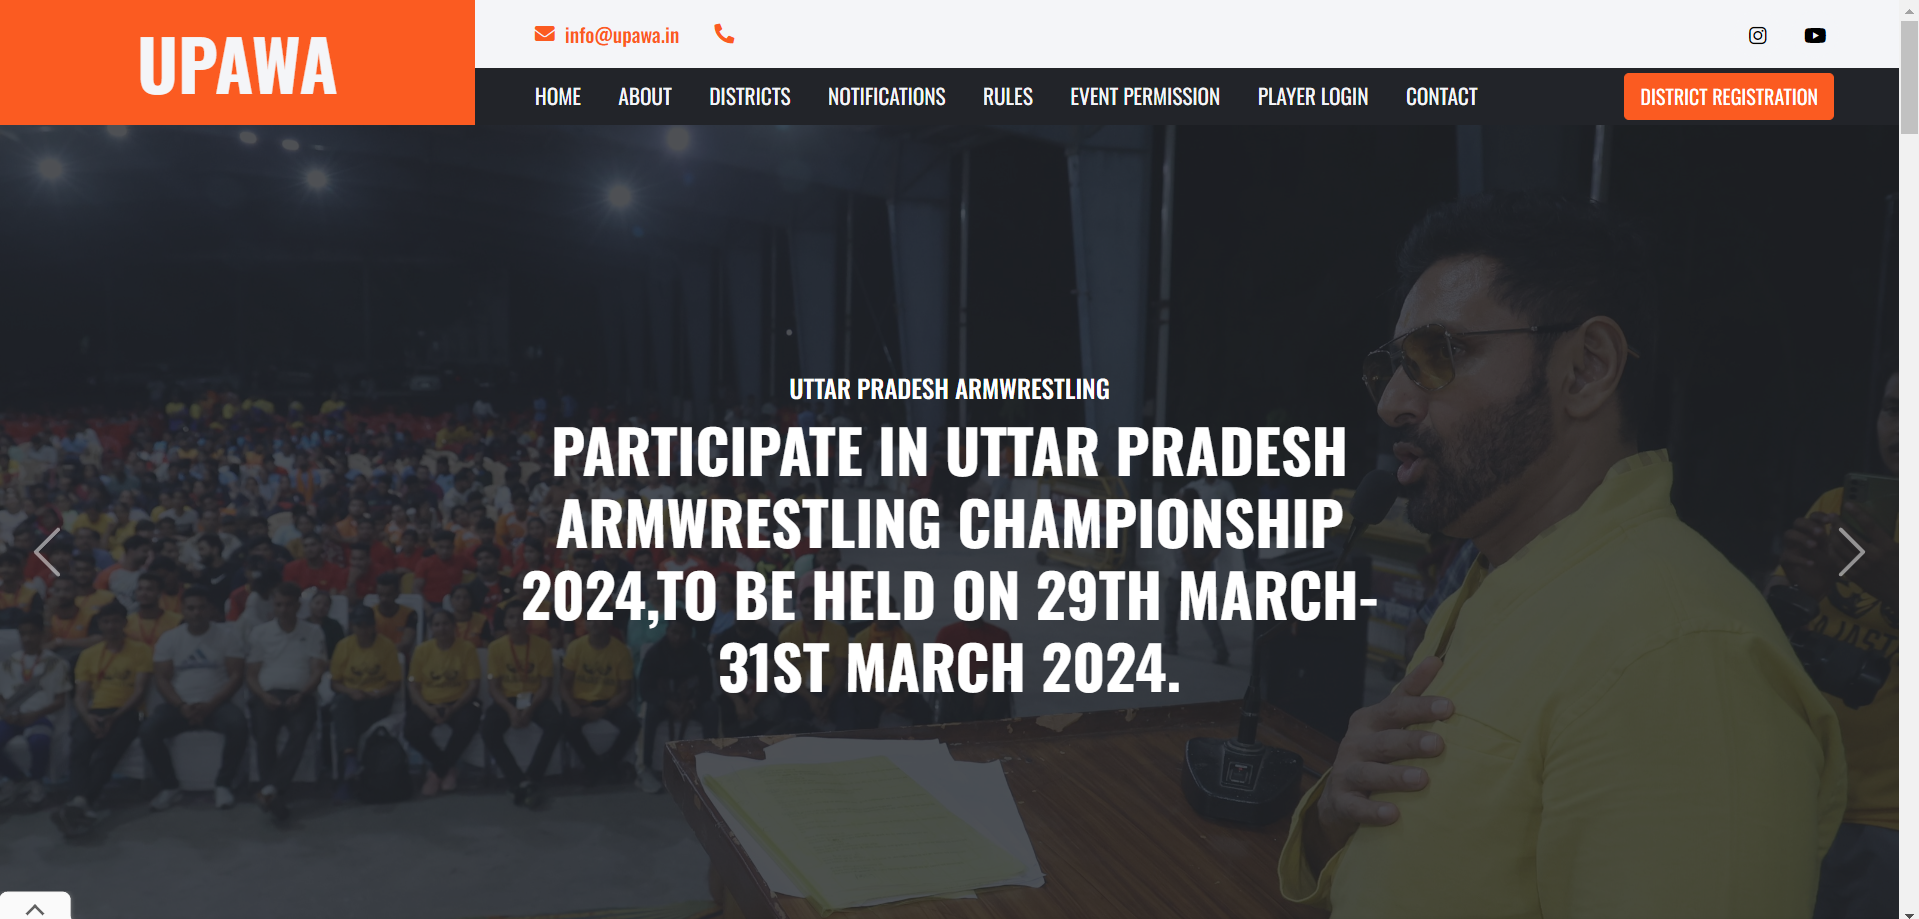 UPAWA
info@upawa.in
HOME ABOUT DISTRICTS NOTIFICATIONS RULES EVENT PERMISSION PLAYER LOGIN CONTACT DISTRICT REGISTRATION
UTTAR PRADESH ARMWRESTLING
PARTICIPATE IN UTTAR PRADESH
ARMWRESTLING CHAMPIONSHIP
2024,TO BE HELD ON 29TH MARCH-
31ST MARCH 2024.